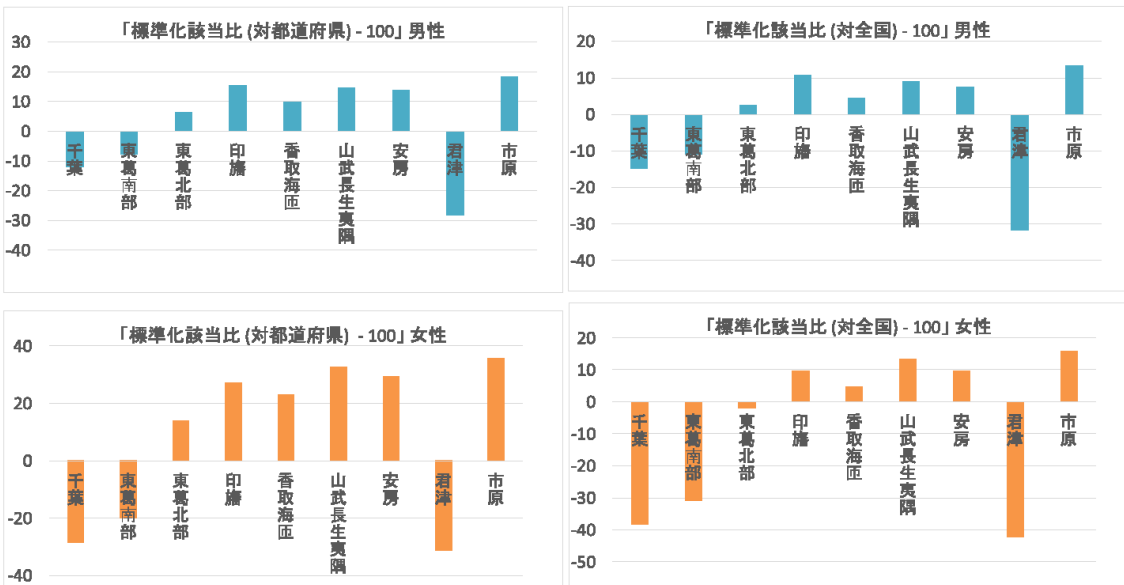 「標準化該当比 (対都道府県) - 100」 男性
30
20
10
0
-10
-20
-30
-40
千葉
東葛南部
東葛北部
印旛
香取海匝
山武長生夷隅
安房
君津
市原
「標準化該当比 (対全国) - 100」 男性
20
10
0
-10
-20
-30
-40
千葉
東葛南部
東葛北部
印旛
香取海匝
山武長生夷隅
安房
君津
市原
「標準化該当比 (対都道府県) - 100」 女性
40
20
0
-20
-40
千葉
東葛南部
東葛北部
印旛
香取海匝
山武長生夷隅
安房
君津
市原
「標準化該当比 (対全国) - 100」 女性
20
10
0
-10
-20
-30
-40
-50
千葉
東葛南部
東葛北部
印旛
香取海匝
山武長生夷隅
安房
君津
市原